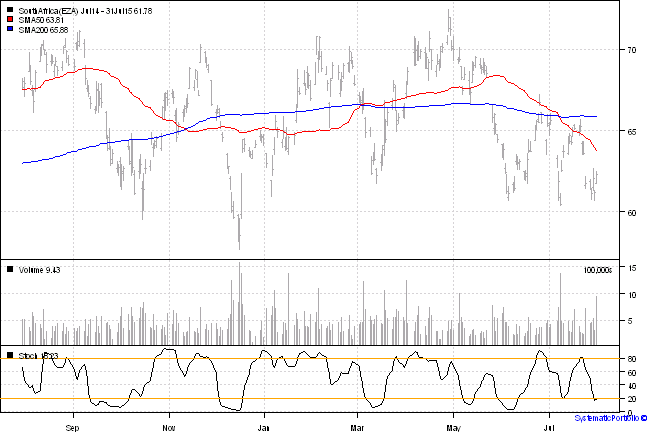 SouthAfrica(EZA) Jul14 - 31Jul15 61.78
SMA50 63.81
SMA200 65.88
70
65
60
Volume 9.43
100,000s
15
10
5
Stoch
80
60
40
20
0
Sep
Nov
Jan
Mar
May
Jul
SystematicPortfolio ©